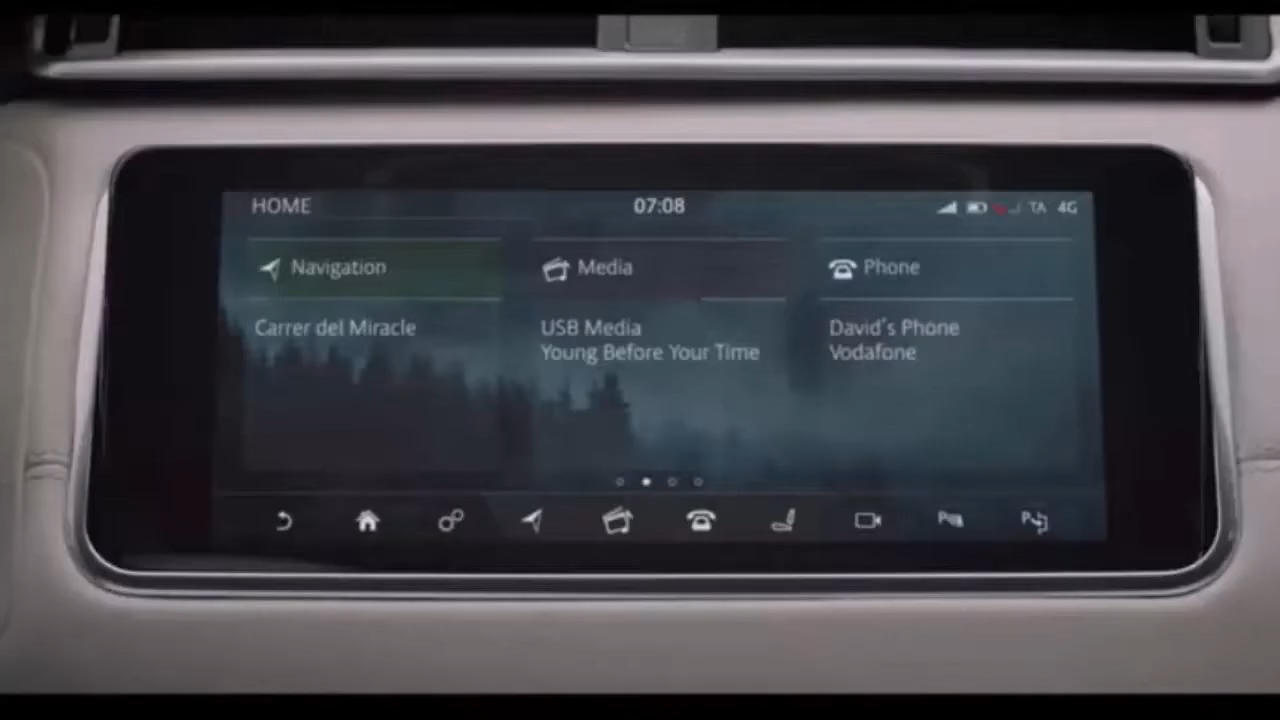 HOME 07:08 TA 4G
Navigation Media Phone
Carrer del Miracle USB Media David's Phone
Young Before Your Time Vodafone
P P